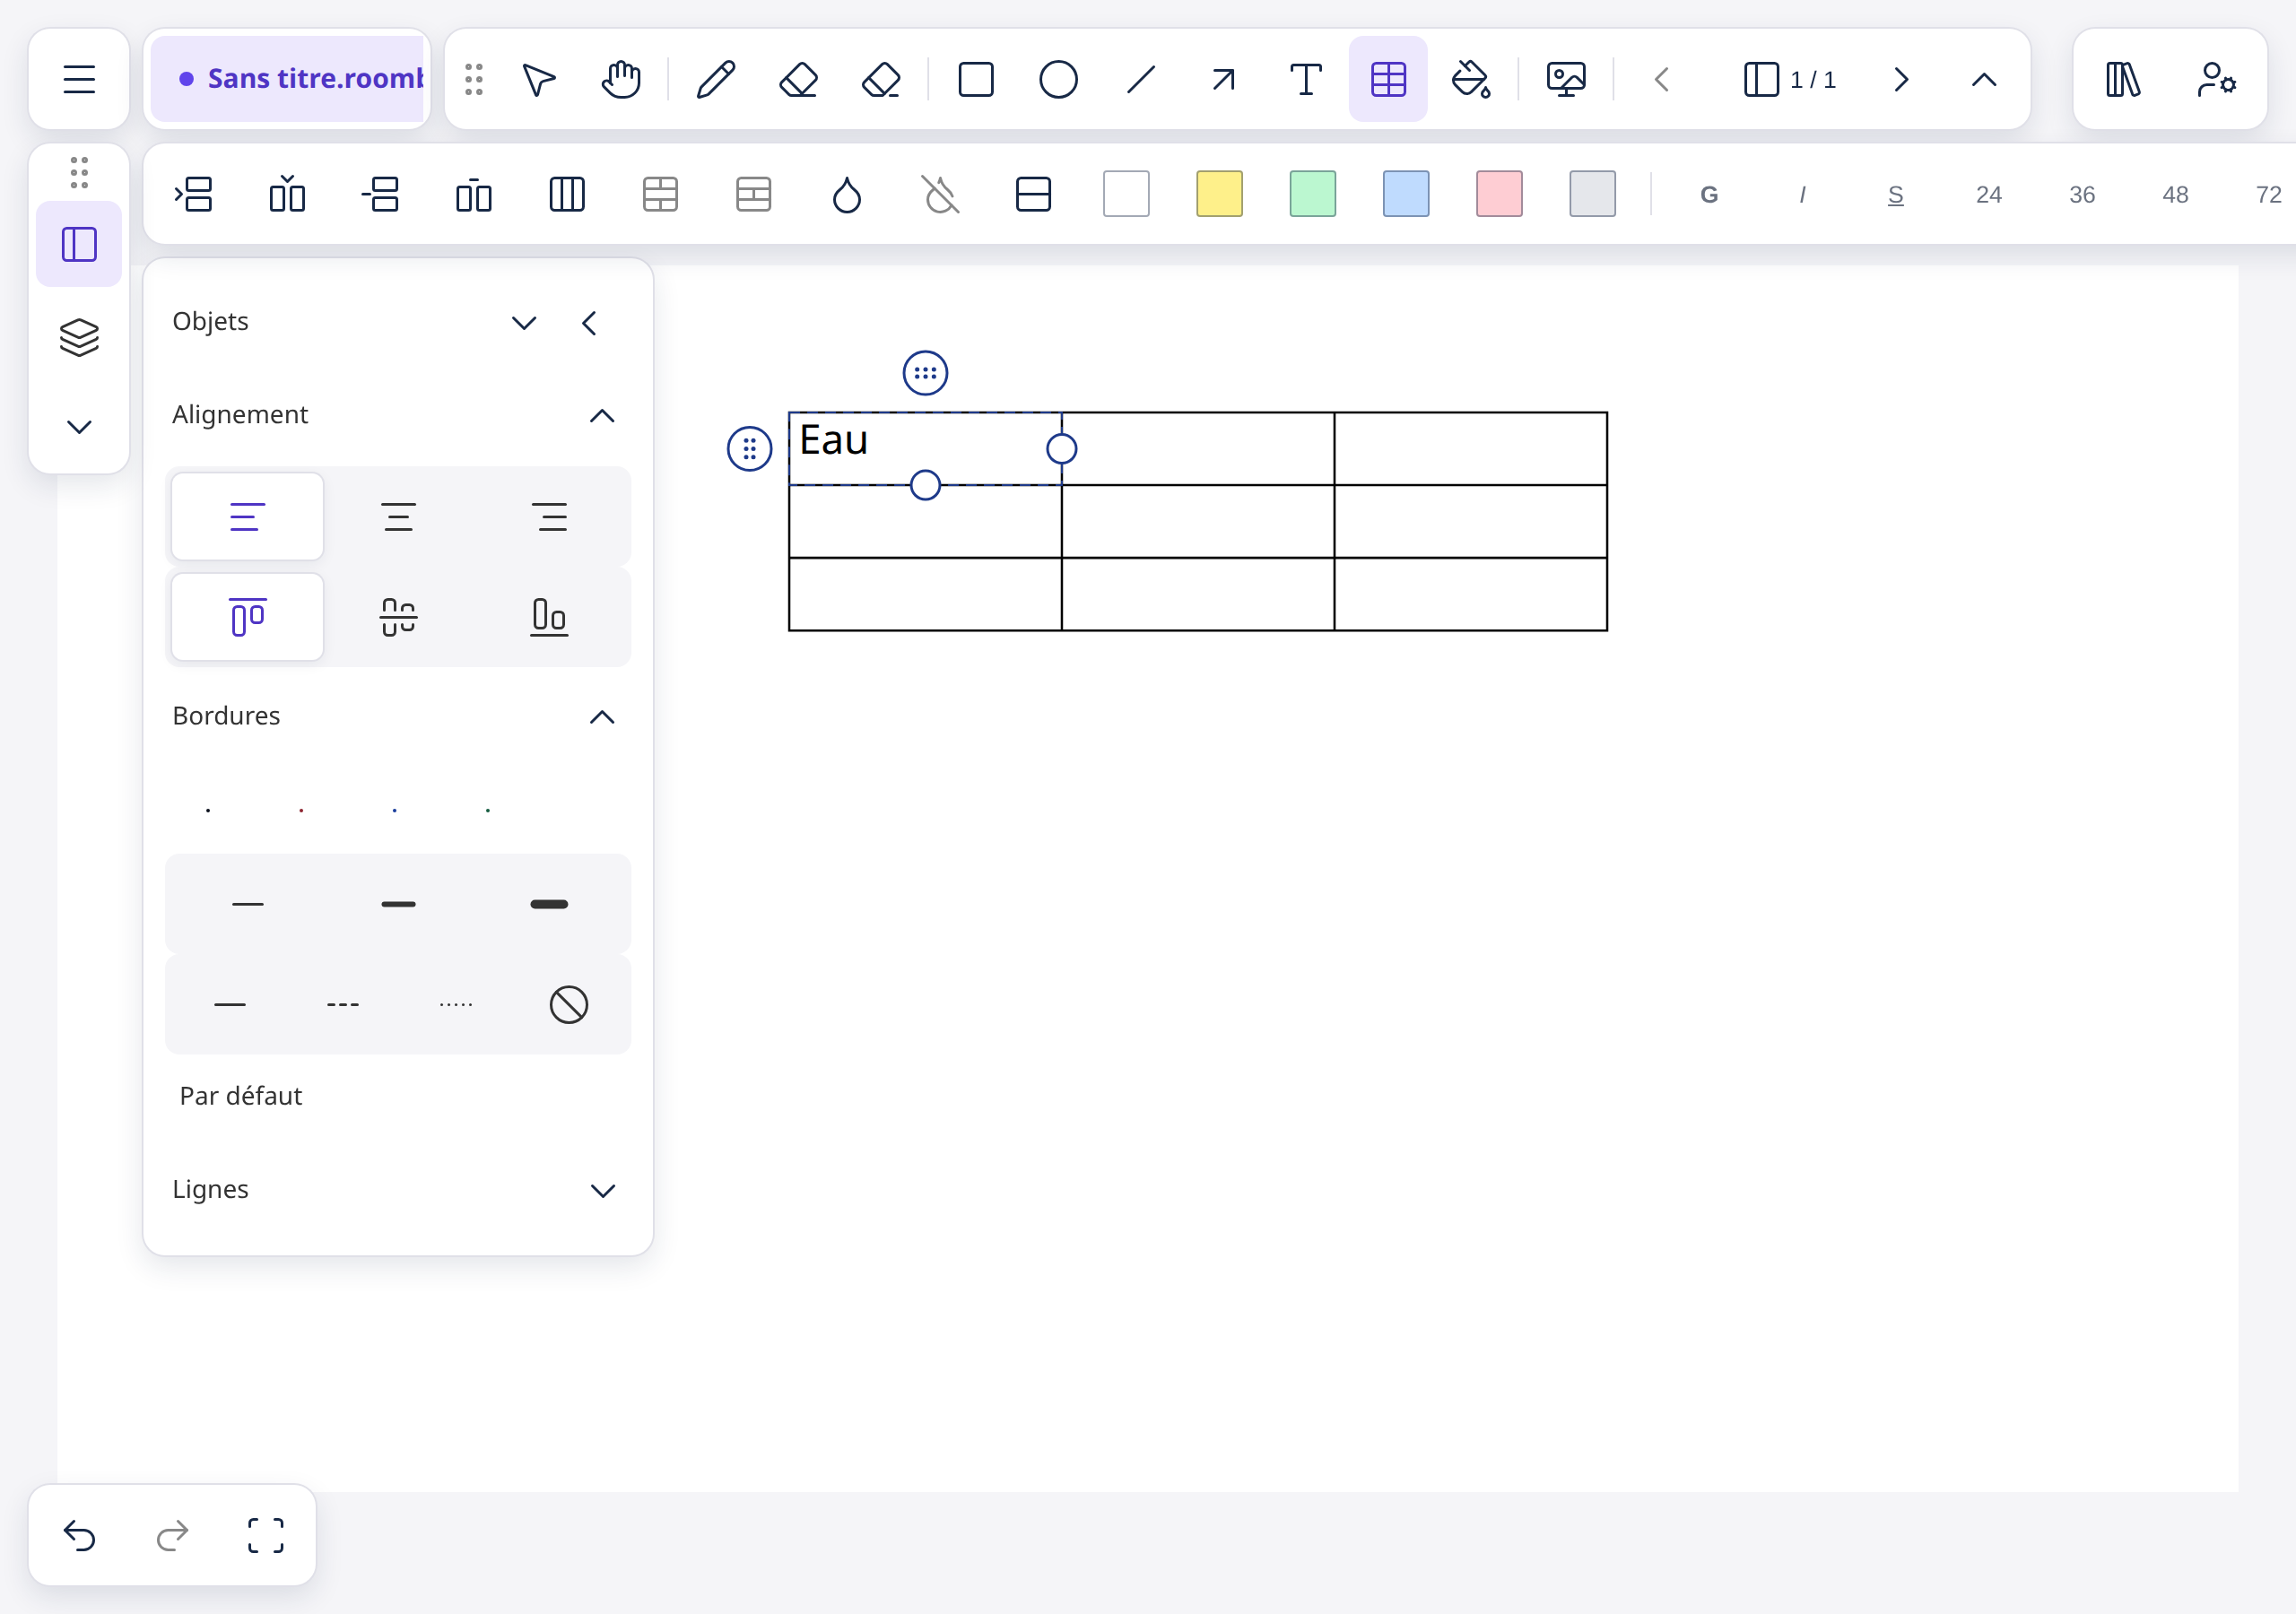 Sans titre.roomb
1 / 1
G I S 24 36 48 72
Objets
Alignement
Eau
Bordures
Par défaut
Lignes